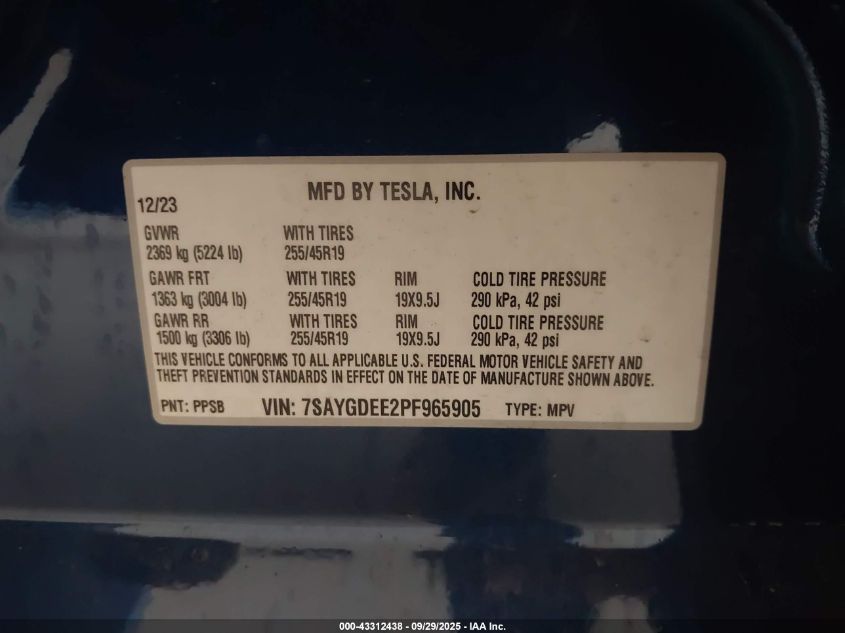 MFD BY TESLA, INC.
12/23
GVWR WITH TIRES
2369 kg (5224 lb) 255/45R19
GAWR FRT WITH TIRES RIM COLD TIRE PRESSURE
1363 kg (3004 lb) 255/45R19 19X9.5J 290 kPa, 42 psi
GAWR RR WITH TIRES RIM COLD TIRE PRESSURE
1500 kg (3306 lb) 255/45R19 19X9.5J 290 kPa, 42 psi
THIS VEHICLE CONFORMS TO ALL APPLICABLE U.S. FEDERAL MOTOR VEHICLE SAFETY AND
THEFT PREVENTION STANDARDS IN EFFECT ON THE DATE OF MANUFACTURE SHOWN ABOVE.
PNT: PPSB VIN: 7SAYGDEE2PF965905 TYPE: MPV
000-43312438 - 09/29/2025 - IAA Inc.